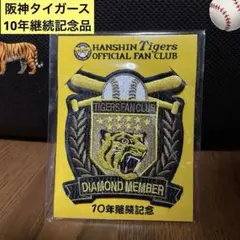 阪神タイガース
10年継続記念品
HANSHIN Tigers
OFFICIAL FAN CLUB
TIGERS FAN CLUB
DIAMOND MEMBER
10年継続記念